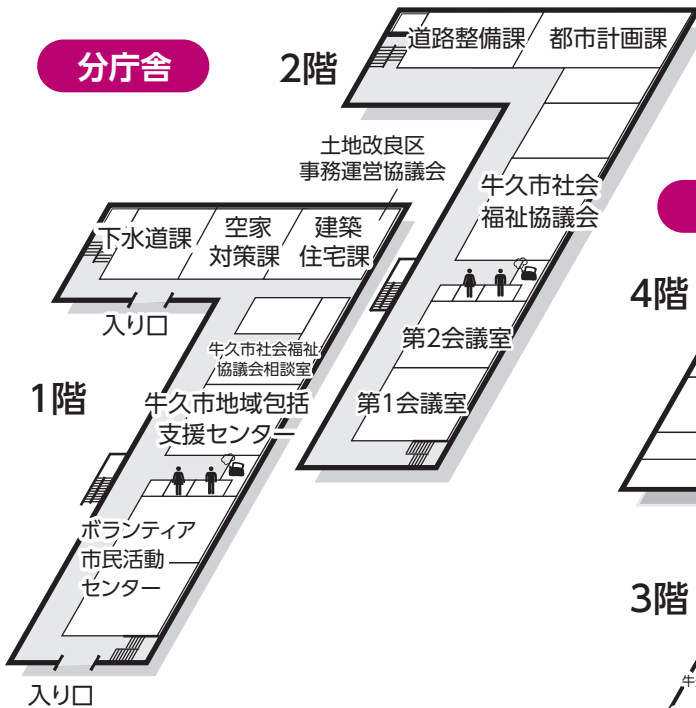 分庁舎
2階
道路整備課
都市計画課
土地改良区
事務運営協議会
牛久市社会
福祉協議会
第2会議室
第1会議室
1階
下水道課
空家
対策課
建築
住宅課
入り口
牛久市社会福祉
協議会相談室
牛久市地域包括
支援センター
ボランティア
市民活動
センター
入り口
4階
3階
牛